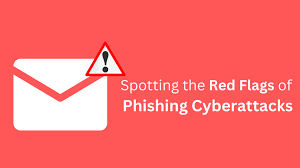 Spotting the Red Flags of
Phishing Cyberattacks